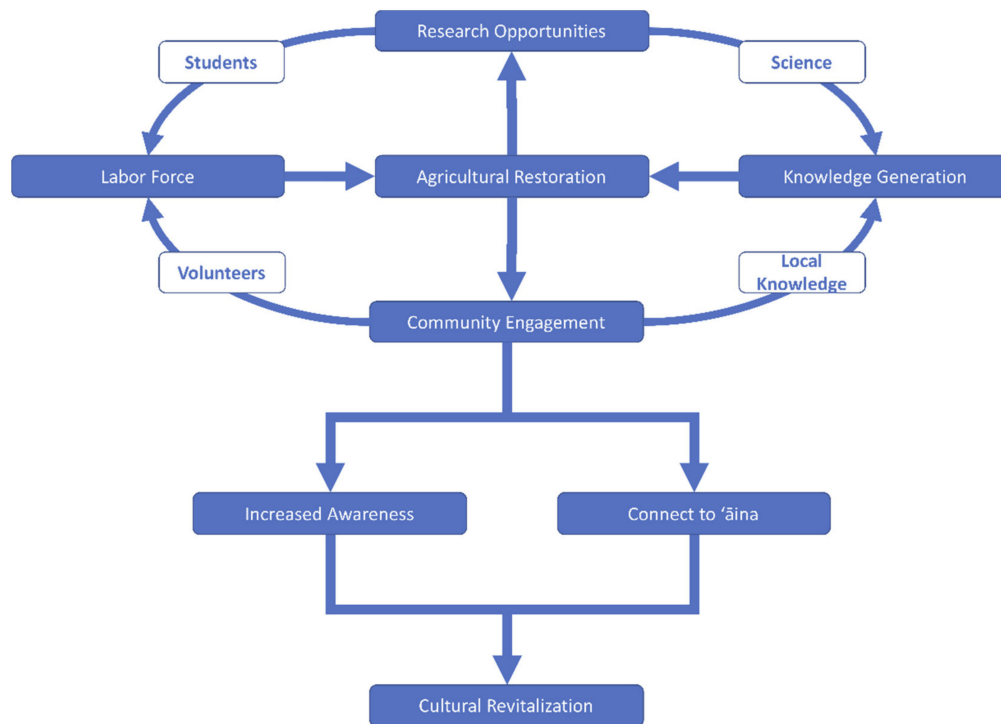 Research Opportunities
Students
Science
Labor Force
Agricultural Restoration
Knowledge Generation
Volunteers
Local
Knowledge
Community Engagement
Increased Awareness
Connect to ‘āina
Cultural Revitalization